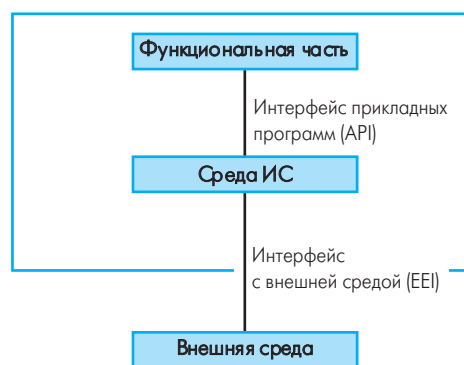 Функциональная часть
Интерфейс прикладных
программ (API)
Среда ИС
Интерфейс
с внешней средой (EEI)
Внешняя среда